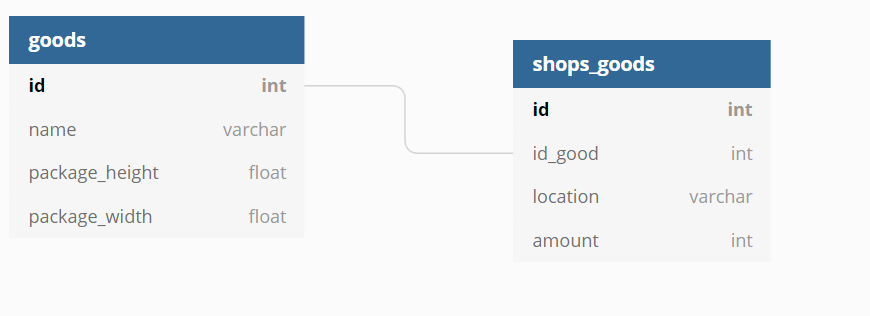 goods
id int
name varchar
package_height float
package_width float
shops_goods
id int
id_good int
location varchar
amount int